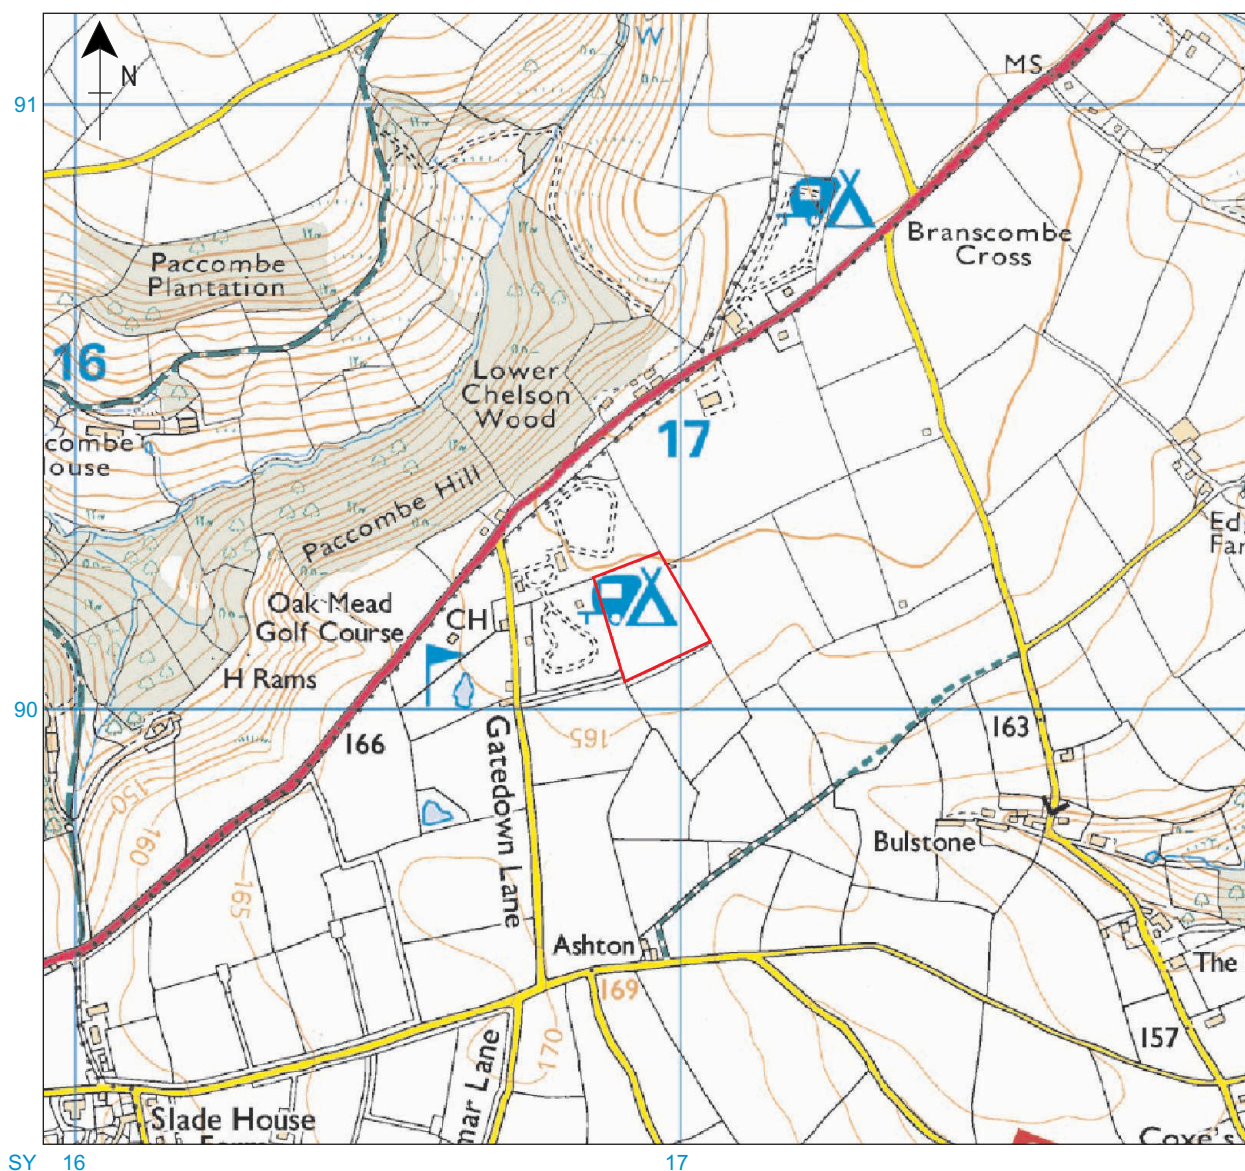 N
W
MS
91
Branscombe
Cross
Paccombe
Plantation
16
Lower
Chelson
Wood
17
combe
ouse
Paccombe Hill
Oak Mead
Golf Course
CH
H Rams
90
166
165
163
Gatedown Lane
150
160
165
Bulstone
Ashton
169
The
157
170
mar Lane
Slade House
Coxe's
SY 16
17